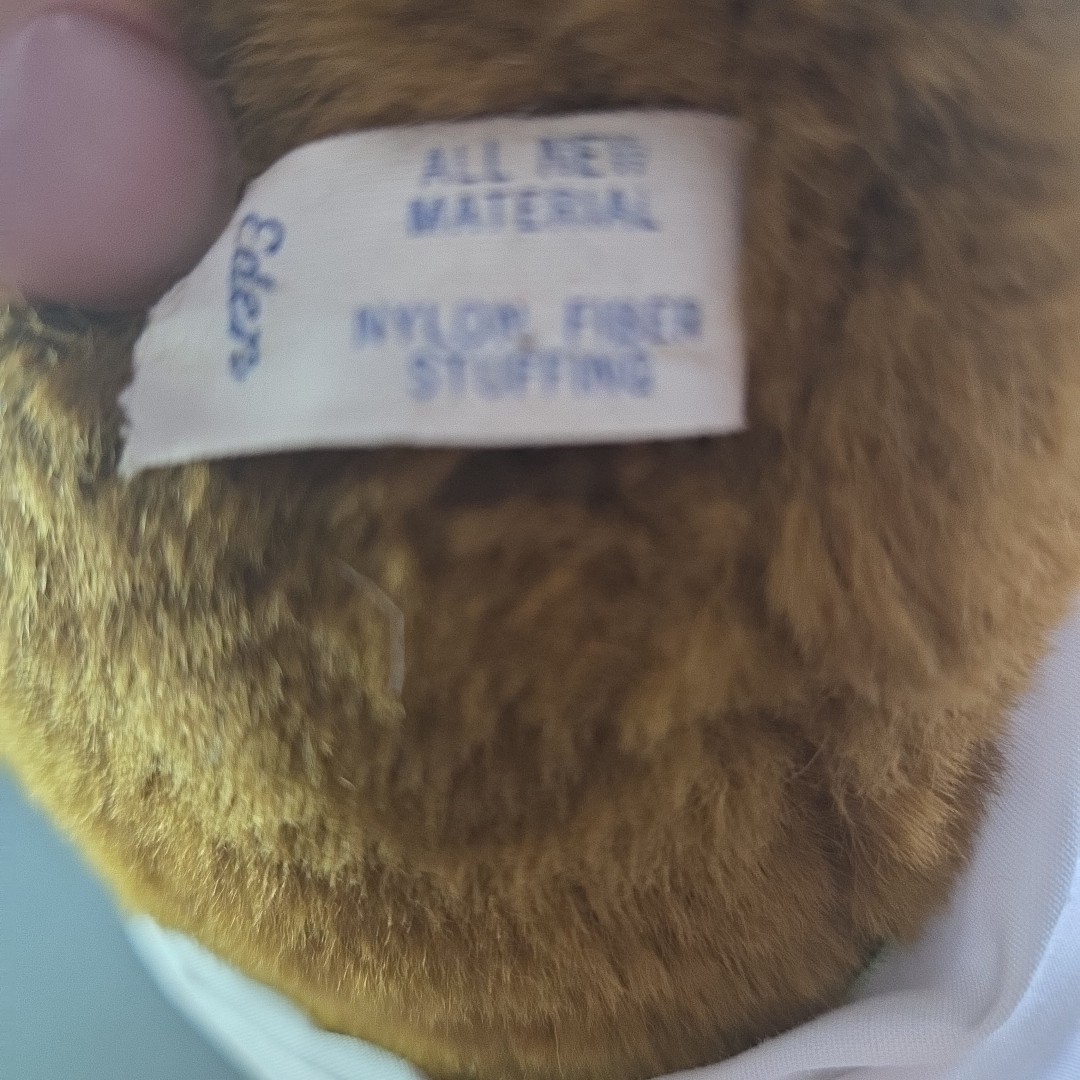 ALL NEW
MATERIAL
NYLON FIBER
STUFFING
Eden